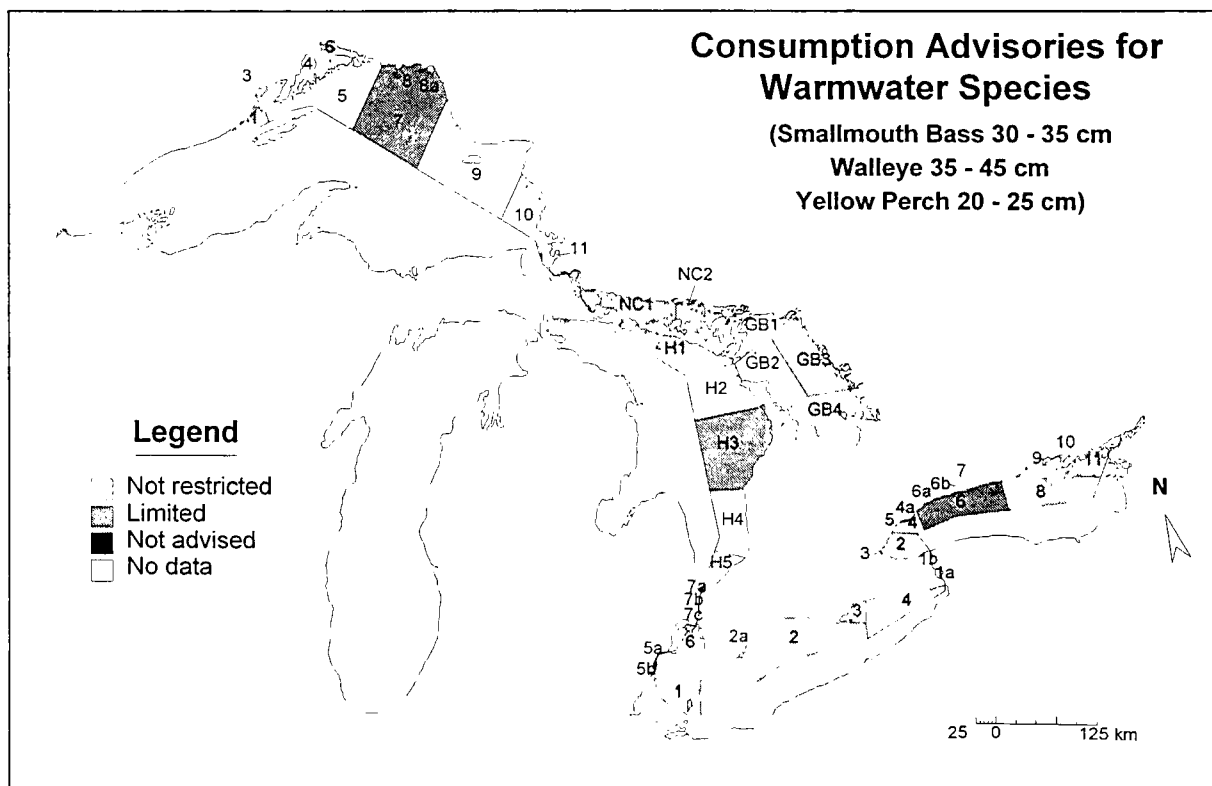 Consumption Advisories for
Warmwater Species
(Smallmouth Bass 30 - 35 cm
Walleye 35 - 45 cm
Yellow Perch 20 - 25 cm)
6
4
3
5
1
8
8a
7
9
10
11
NC2
NC1
GB1
H1
GB2
GB3
H2
GB4
H3
H4
H5
Legend
Not restricted
Limited
Not advised
No data
10
9
11
7
6b
6a
6
8
4a
5
4
2
3
1b
1a
4
3
7a
7b
7c
6
2a
2
5a
5b
1
N
25 0 125 km